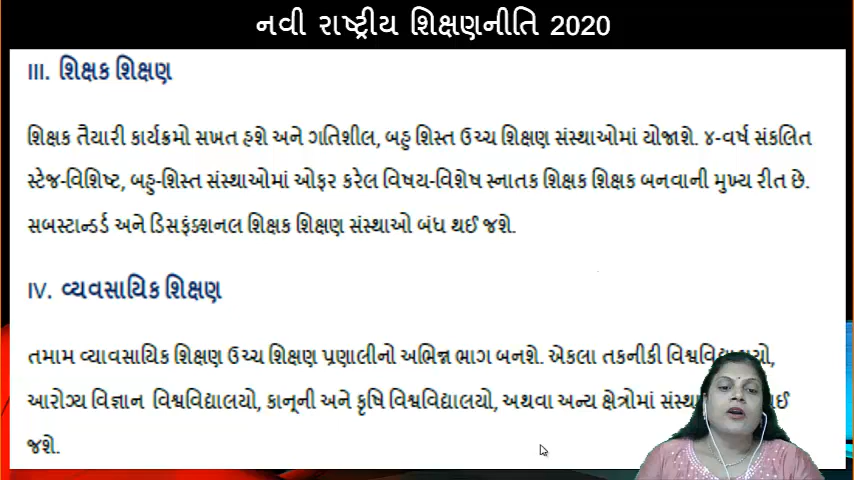 નવી રાષ્ટ્રીય શિક્ષણનીતિ 2020
III. શિક્ષક શિક્ષણ
શિક્ષક તૈયારી કાર્યક્રમો સખત હશે અને ગતિશીલ, બહુ શિસ્ત ઉચ્ચ શિક્ષણ સંસ્થાઓમાં યોજાશે. ૪-વર્ષ સંકલિત
સ્ટેજ-વિશિષ્ટ, બહુ-શિસ્ત સંસ્થાઓમાં ઓફર કરેલ વિષય-વિશેષ સ્નાતક શિક્ષક શિક્ષક બનવાની મુખ્ય રીત છે.
સબસ્ટાન્ડર્ડ અને ડિસફંક્શનલ શિક્ષક શિક્ષણ સંસ્થાઓ બંધ થઈ જશે.
IV. વ્યવસાયિક શિક્ષણ
તમામ વ્યાવસાયિક શિક્ષણ ઉચ્ચ શિક્ષણ પ્રણાલીનો અભિન્ન ભાગ બનશે. એકલા તકનીકી
આરોગ્ય વિજ્ઞાન વિશ્વવિદ્યાલયો, કાનૂની અને કૃષિ વિશ્વવિદ્યાલયો, અથવા અન્ય ક્ષેત્રોમાં
જશે.